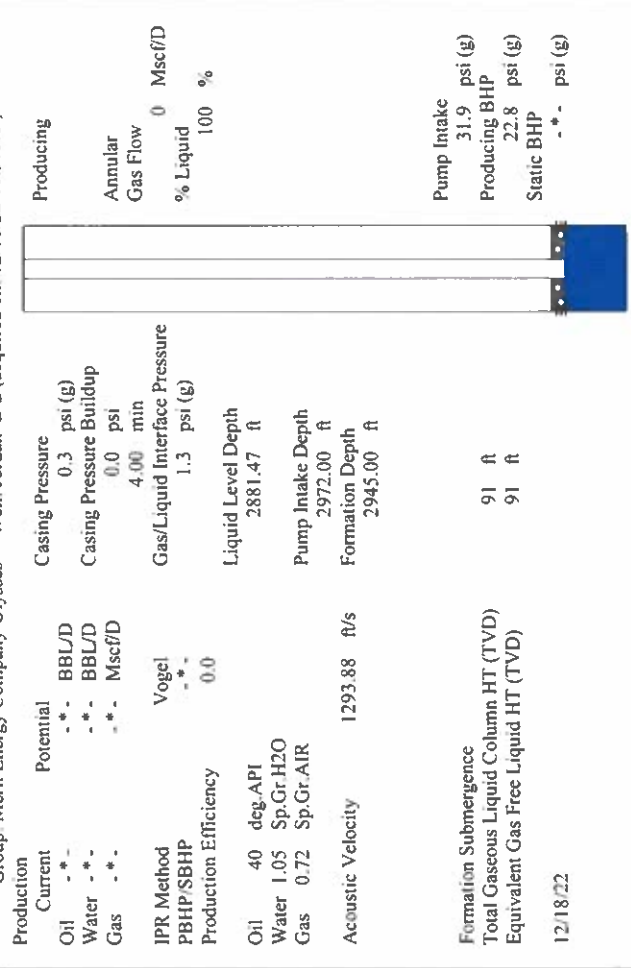 Production
Current Potential
Oil - * - - * - BBL/D
Water - * - - * - BBL/D
Gas - * - - * - Mscf/D
IPR Method Vogel
PBHP/SBHP - * -
Production Efficiency 0.0
Oil 40 deg.API
Water 1.05 Sp.Gr.H2O
Gas 0.72 Sp.Gr.AIR
Acoustic Velocity 1293.88 ft/s
Formation Submergence
Total Gaseous Liquid Column HT (TVD) 91 ft
Equivalent Gas Free Liquid HT (TVD) 91 ft
12/18/22
Casing Pressure
0.3 psi (g)
Casing Pressure Buildup
0.0 psi
4.00 min
Gas/Liquid Interface Pressure
1.3 psi (g)
Liquid Level Depth
2881.47 ft
Pump Intake Depth
2972.00 ft
Formation Depth
2945.00 ft
Producing
Annular
Gas Flow
0 Mscf/D
% Liquid
100 %
Pump Intake
31.9 psi (g)
Producing BHP
22.8 psi (g)
Static BHP
- * - psi (g)